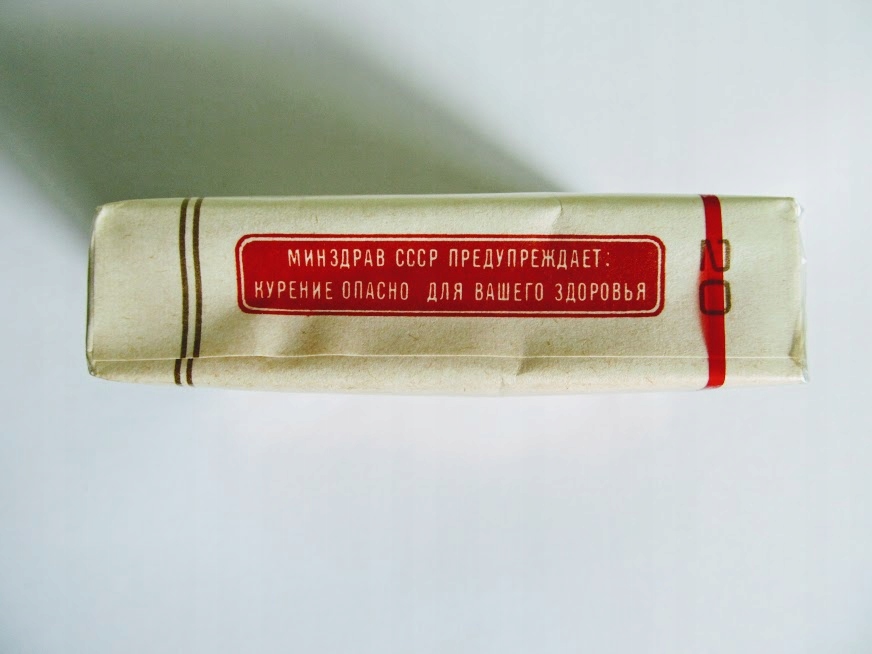 МИНЗДРАВ СССР ПРЕДУПРЕЖДАЕТ:
КУРЕНИЕ ОПАСНО ДЛЯ ВАШЕГО ЗДОРОВЬЯ
20